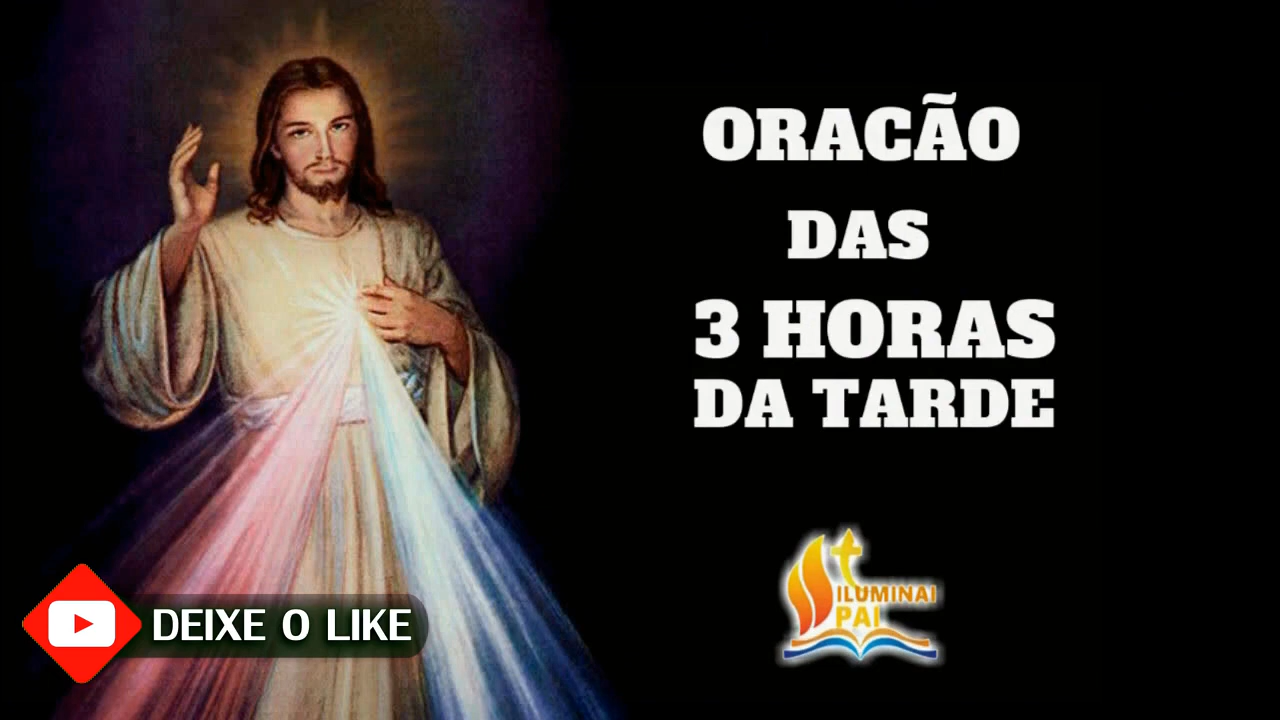 ORACÃO
DAS
3 HORAS
DA TARDE
ILUMINAI
PAI
DEIXE O LIKE